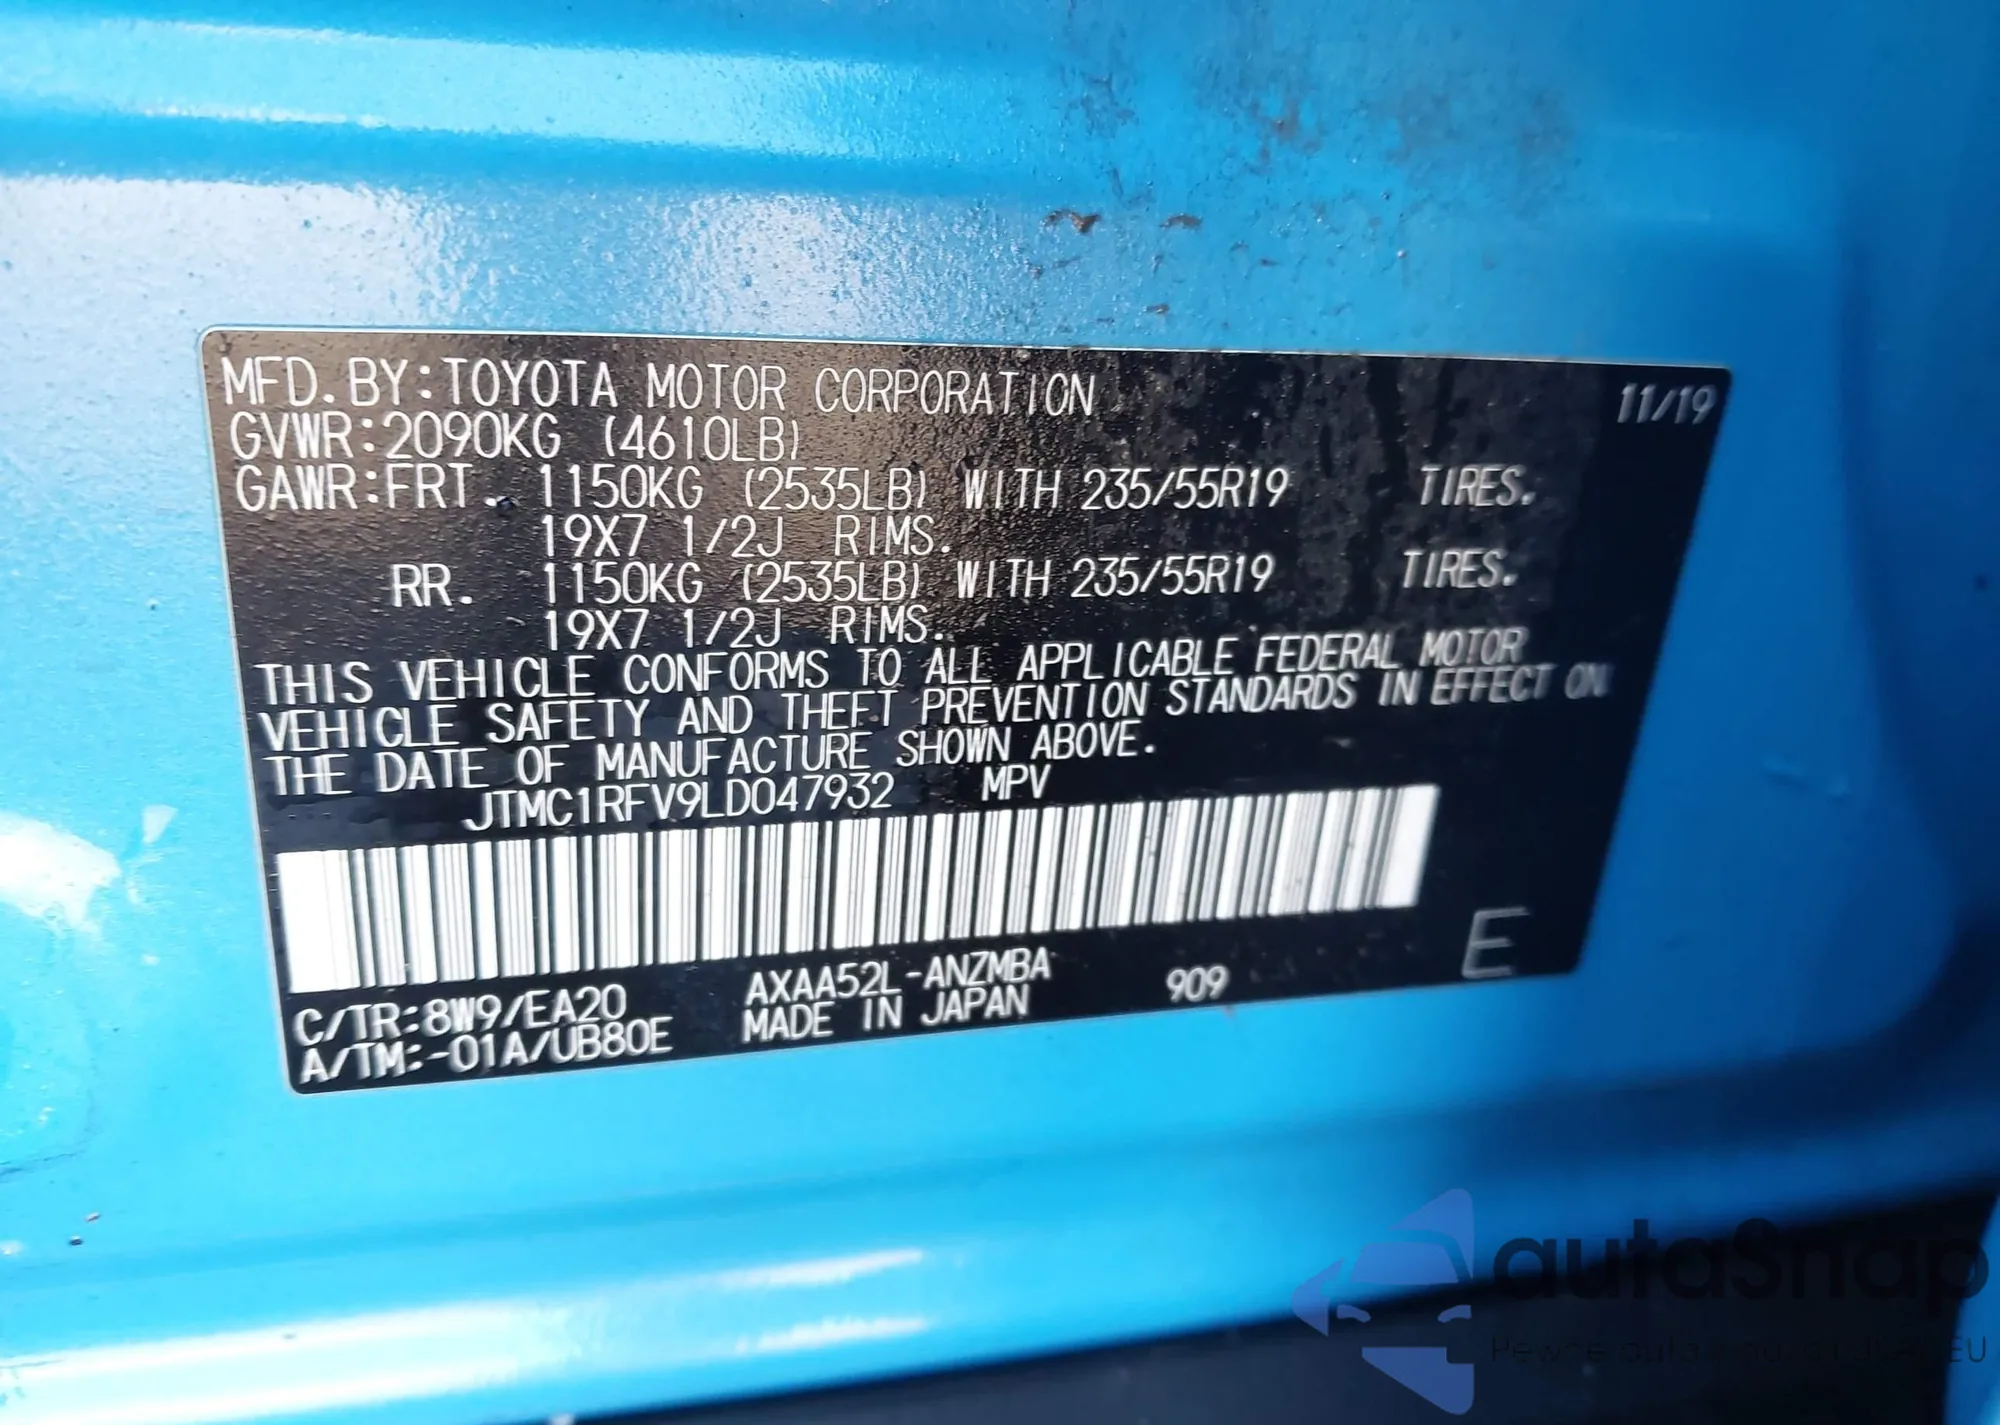 MFD. BY:TOYOTA MOTOR CORPORATION 11/19
GVWR:2090KG (4610LB)
GAWR:FRT. 1150KG (2535LB) WITH 235/55R19 TIRES.
19X7 1/2J RIMS.
RR. 1150KG (2535LB) WITH 235/55R19 TIRES.
19X7 1/2J RIMS.
THIS VEHICLE CONFORMS TO ALL APPLICABLE FEDERAL MOTOR
VEHICLE SAFETY AND THEFT PREVENTION STANDARDS IN EFFECT ON
THE DATE OF MANUFACTURE SHOWN ABOVE.
JTMC1RFV9LD047932 MPV
E
C/TR:8W9/EA20 AXAA52L-ANZMBA 909
A/TM:-01A/UB80E MADE IN JAPAN
autaSnap
Pewne auta